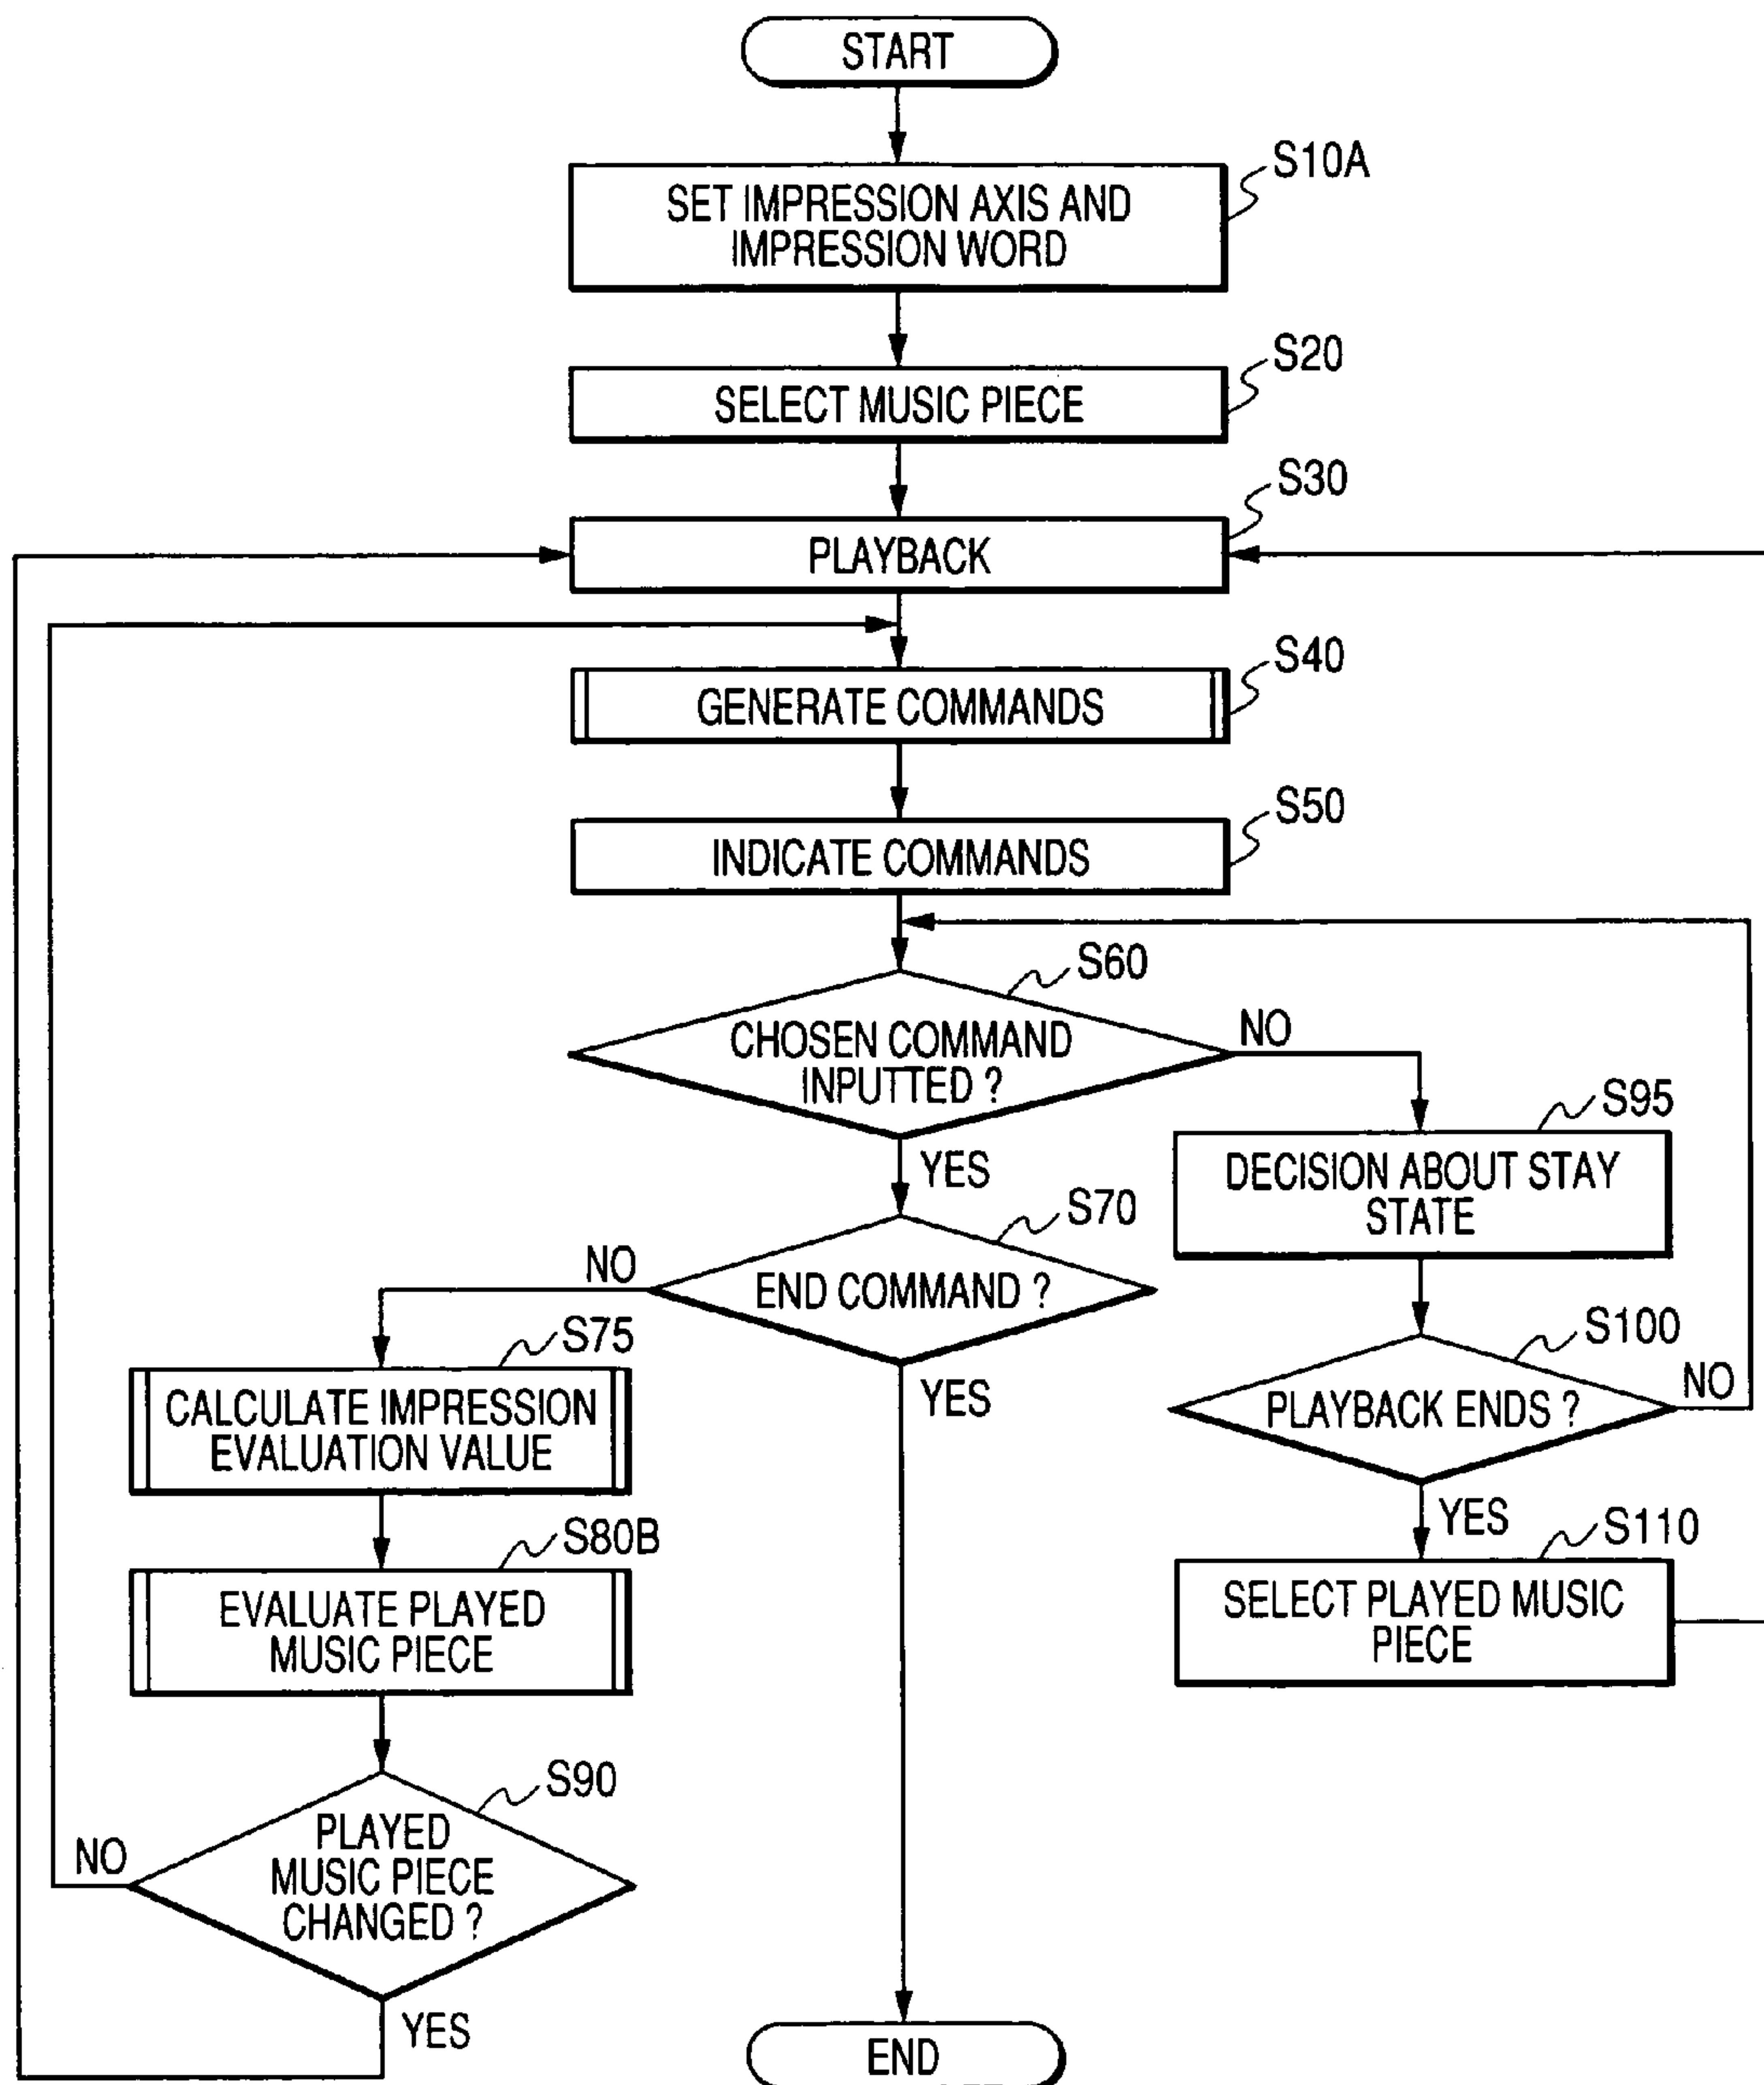 START
S10A
SET IMPRESSION AXIS AND
IMPRESSION WORD
S20
SELECT MUSIC PIECE
S30
PLAYBACK
S40
GENERATE COMMANDS
S50
INDICATE COMMANDS
S60
CHOSEN COMMAND
INPUTTED ?
NO
YES
S95
DECISION ABOUT STAY
STATE
S70
END COMMAND ?
NO
YES
S100
PLAYBACK ENDS ?
NO
YES
S75
CALCULATE IMPRESSION
EVALUATION VALUE
S110
SELECT PLAYED MUSIC
PIECE
S80B
EVALUATE PLAYED
MUSIC PIECE
S90
PLAYED
MUSIC PIECE
CHANGED ?
NO
YES
END